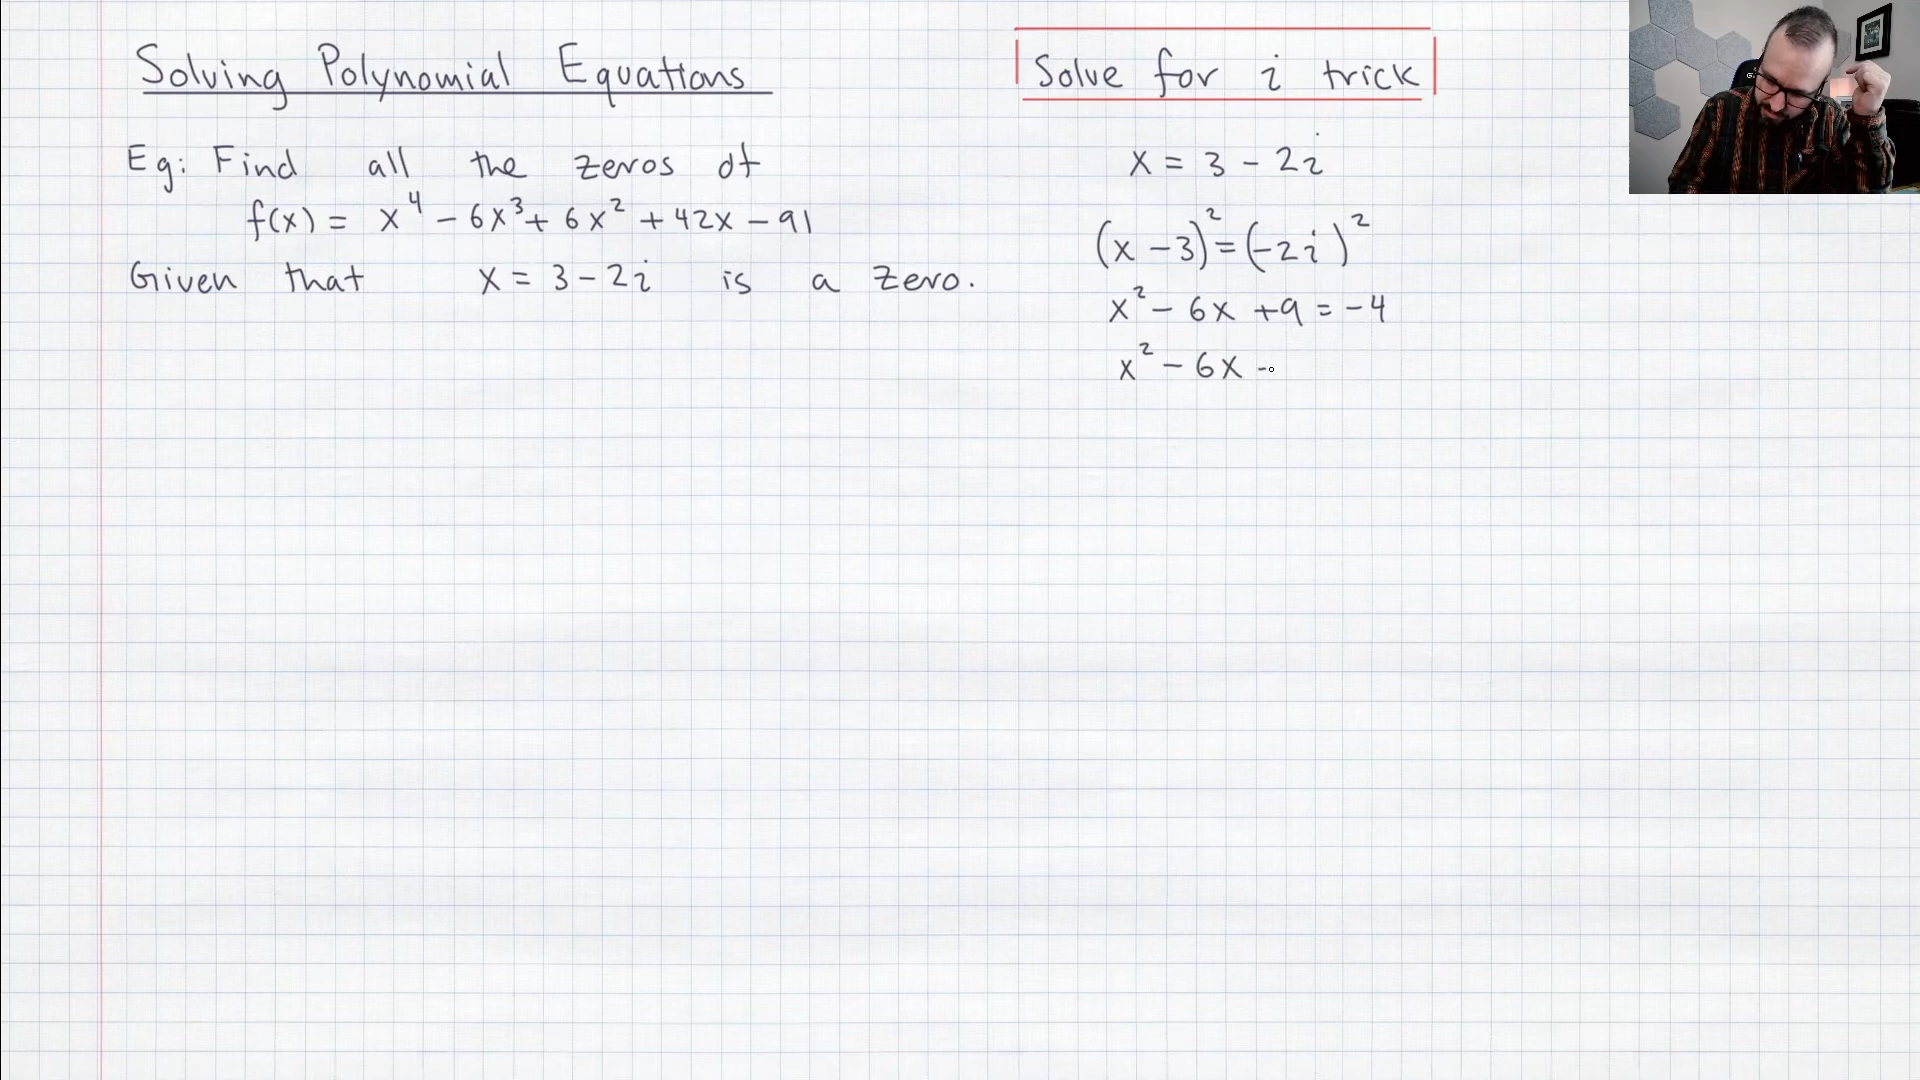 Solving Polynomial Equations
Eg: Find all the zeros of
f(x) = x⁴ - 6x³ + 6x² + 42x - 91
Given that x = 3 - 2i is a zero.
Solve for i trick
x = 3 - 2i
(x - 3)² = (-2i)²
x² - 6x + 9 = -4
x² - 6x -